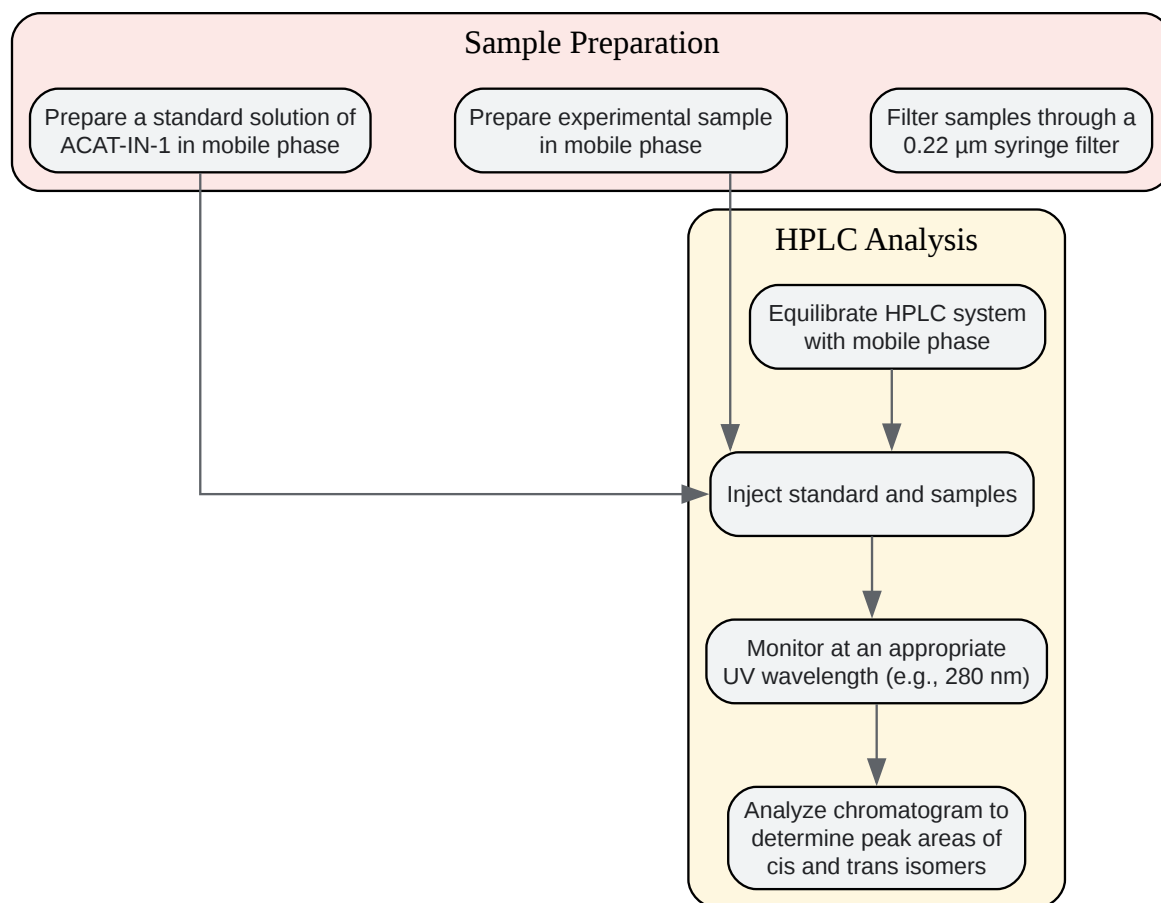 Sample Preparation
Prepare a standard solution of
ACAT-IN-1 in mobile phase
Prepare experimental sample
in mobile phase
Filter samples through a
0.22 µm syringe filter
HPLC Analysis
Equilibrate HPLC system
with mobile phase
Inject standard and samples
Monitor at an appropriate
UV wavelength (e.g., 280 nm)
Analyze chromatogram to
determine peak areas of
cis and trans isomers